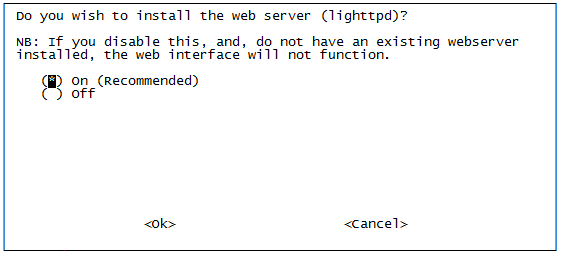 Do you wish to install the web server (lighttpd)?
NB: If you disable this, and, do not have an existing webserver
installed, the web interface will not function.
(*) On (Recommended)
( ) Off
<Ok> <Cancel>